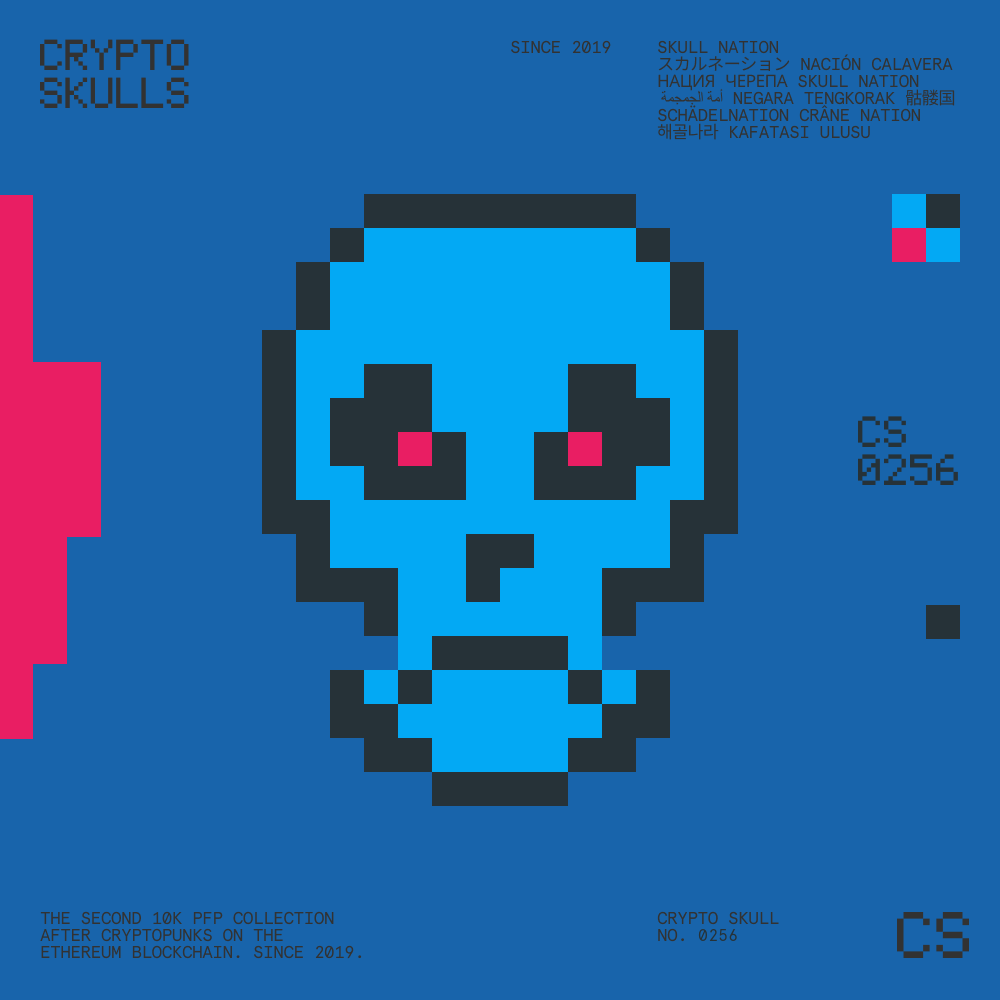 CRYPTO
SKULLS
SINCE 2019
SKULL NATION
スカルネーション NACIÓN CALAVERA
НАЦИЯ ЧЕРЕПА SKULL NATION
أمة الجمجمة NEGARA TENGKORAK 骷髅国
SCHÄDELNATION CRÂNE NATION
해골나라 KAFATASI ULUSU
CS
0256
THE SECOND 10K PFP COLLECTION
AFTER CRYPTOPUNKS ON THE
ETHEREUM BLOCKCHAIN. SINCE 2019.
CRYPTO SKULL
NO. 0256
CS